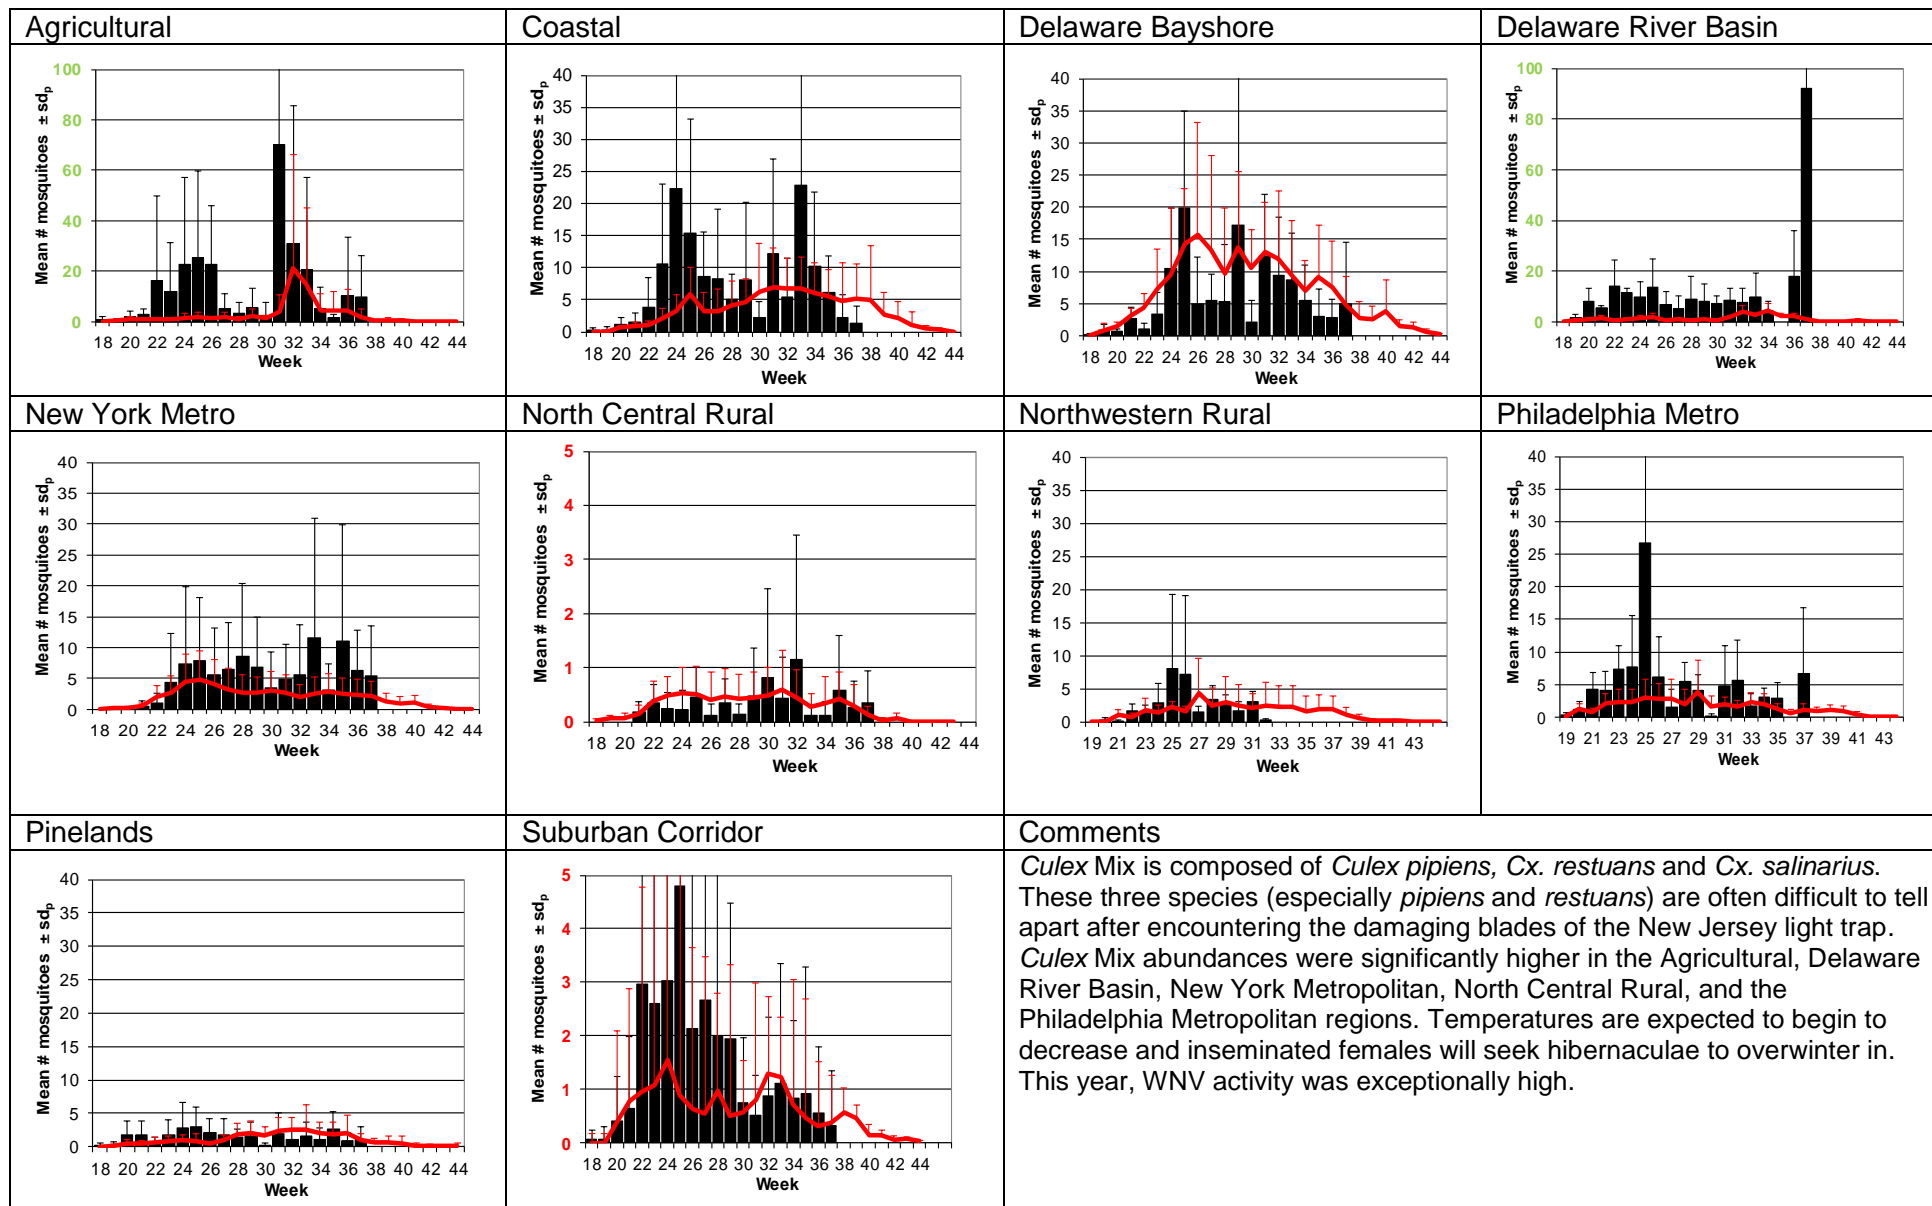 Agricultural
Mean # mosquitoes ± sdp
100
80
60
40
20
0
18 20 22 24 26 28 30 32 34 36 38 40 42 44
Week
Coastal
Mean # mosquitoes ± sdp
40
35
30
25
20
15
10
5
0
18 20 22 24 26 28 30 32 34 36 38 40 42 44
Week
Delaware Bayshore
Mean # mosquitoes ± sdp
40
35
30
25
20
15
10
5
0
18 20 22 24 26 28 30 32 34 36 38 40 42 44
Week
Delaware River Basin
Mean # mosquitoes ± sdp
100
80
60
40
20
0
20 22 24 26 28 30 32 34 36 38 40 42 44
Week
New York Metro
Mean # mosquitoes ± sdp
40
35
30
25
20
15
10
5
0
18 20 22 24 26 28 30 32 34 36 38 40 42 44
Week
North Central Rural
Mean # mosquitoes ± sdp
5
4
3
2
1
0
18 20 22 24 26 28 30 32 34 36 38 40 42 44
Week
Northwestern Rural
Mean # mosquitoes ± sdp
40
35
30
25
20
15
10
5
0
19 21 23 25 27 29 31 33 35 37 39 41 43
Week
Philadelphia Metro
Mean # mosquitoes ± sdp
40
35
30
25
20
15
10
5
0
19 21 23 25 27 29 31 33 35 37 39 41 43
Week
Pinelands
Mean # mosquitoes ± sdp
40
35
30
25
20
15
10
5
0
18 20 22 24 26 28 30 32 34 36 38 40 42 44
Week
Suburban Corridor
Mean # mosquitoes ± sdp
5
4
3
2
1
0
18 20 22 24 26 28 30 32 34 36 38 40 42 44
Week
Comments
Culex Mix is composed of Culex pipiens, Cx. restuans and Cx. salinarius.
These three species (especially pipiens and restuans) are often difficult to tell
apart after encountering the damaging blades of the New Jersey light trap.
Culex Mix abundances were significantly higher in the Agricultural, Delaware
River Basin, New York Metropolitan, North Central Rural, and the
Philadelphia Metropolitan regions. Temperatures are expected to begin to
decrease and inseminated females will seek hibernaculae to overwinter in.
This year, WNV activity was exceptionally high.